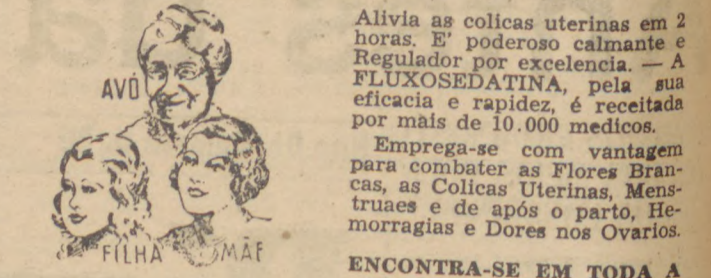 AVÓ
FILHA
MÃE
Alivia as colicas uterinas em 2
horas. E' poderoso calmante e
Regulador por excelencia. — A
FLUXOSEDATINA, pela sua
eficacia e rapidez, é receitada
por mais de 10.000 medicos.
Emprega-se com vantagem
para combater as Flores Bran-
cas, as Colicas Uterinas, Mens-
truaes e de após o parto, He-
morragias e Dores nos Ovarios.
ENCONTRA-SE EM TODA A